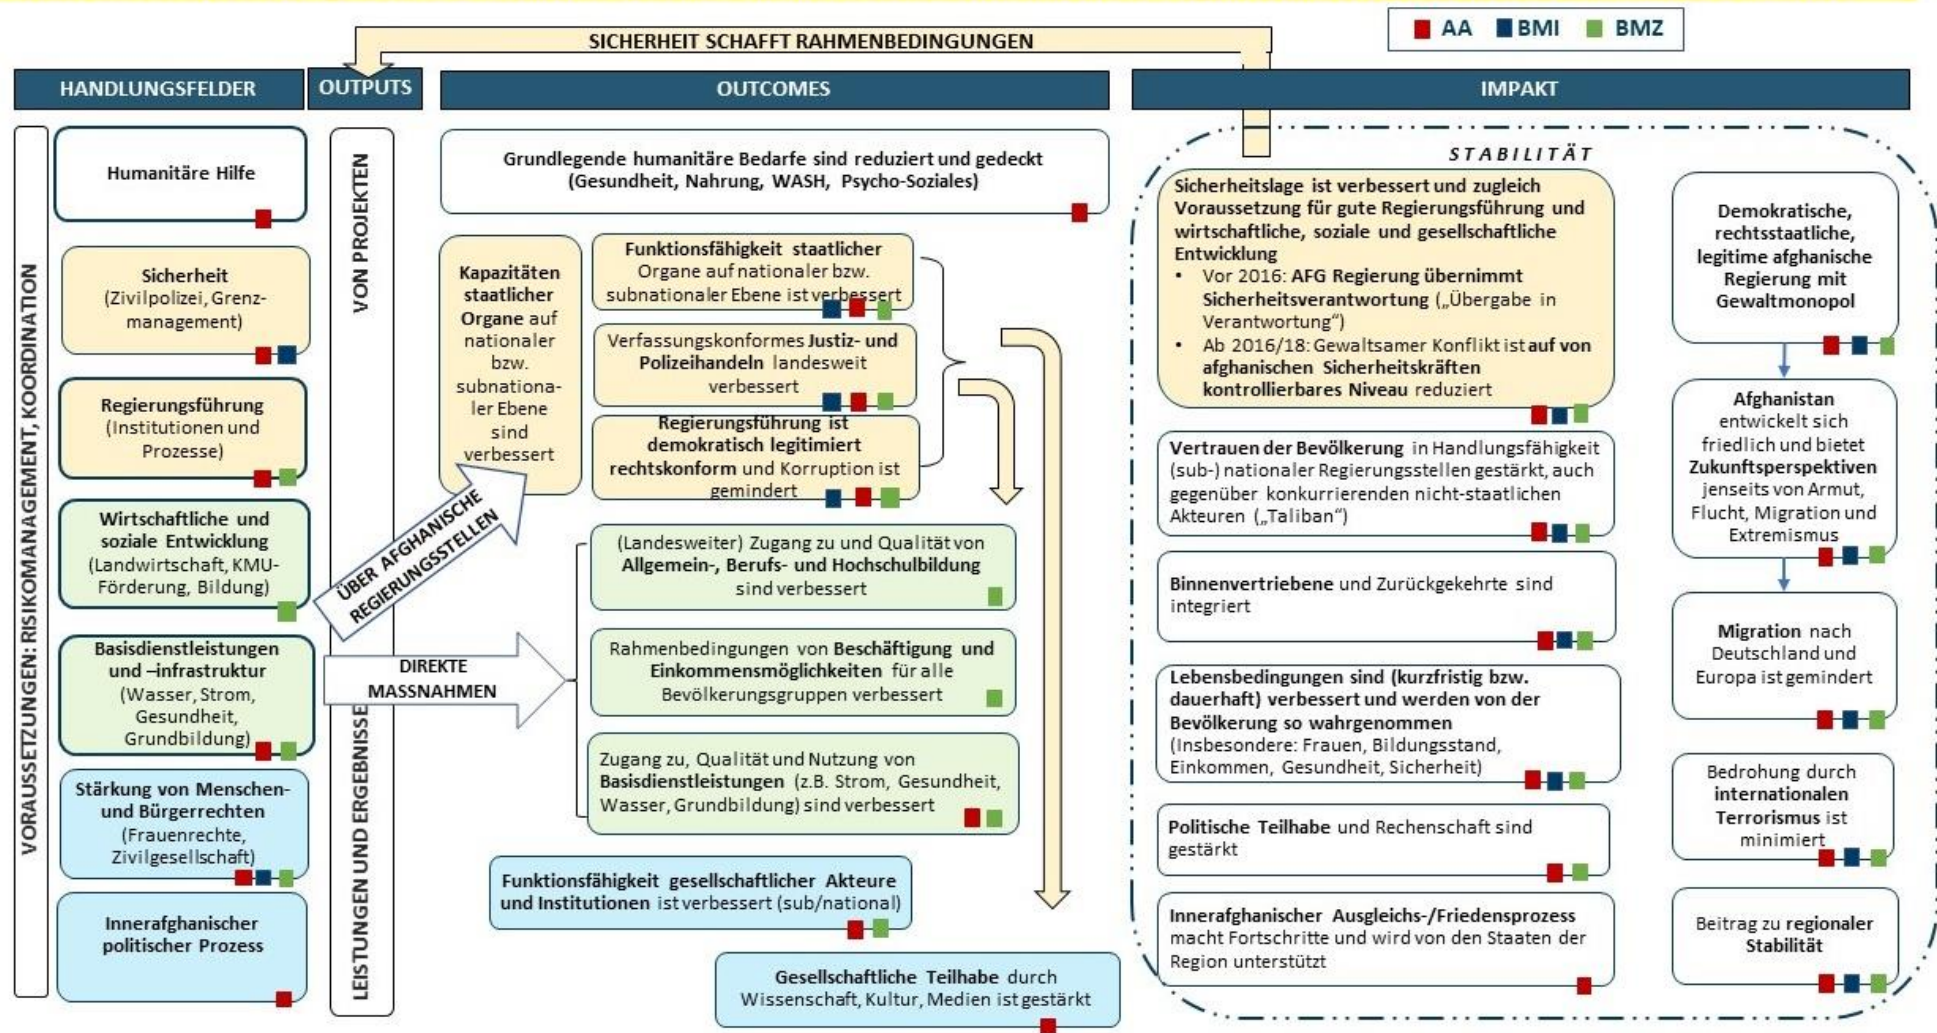 SICHERHEIT SCHAFFT RAHMENBEDINGUNGEN
AA BMI BMZ
HANDLUNGSFELDER
OUTPUTS
OUTCOMES
IMPAKT
VORAUSSETZUNGEN: RISIKOMANAGEMENT, KOORDINATION
Humanitäre Hilfe
Sicherheit
(Zivilpolizei, Grenz-
management)
Regierungsführung
(Institutionen und
Prozesse)
Wirtschaftliche und
soziale Entwicklung
(Landwirtschaft, KMU-
Förderung, Bildung)
Basisdienstleistungen
und –infrastruktur
(Wasser, Strom,
Gesundheit,
Grundbildung)
Stärkung von Menschen-
und Bürgerrechten
(Frauenrechte,
Zivilgesellschaft)
Innerafghanischer
politischer Prozess
LEISTUNGEN UND ERGEBNISSE
VON PROJEKTEN
ÜBER AFGHANISCHE
REGIERUNGSSTELLEN
DIREKTE
MASSNAHMEN
Grundlegende humanitäre Bedarfe sind reduziert und gedeckt
(Gesundheit, Nahrung, WASH, Psycho-Soziales)
Kapazitäten
staatlicher
Organe auf
nationaler
bzw.
subnationa-
ler Ebene
sind
verbessert
Funktionsfähigkeit staatlicher
Organe auf nationaler bzw.
subnationaler Ebene ist verbessert
Verfassungskonformes Justiz- und
Polizeihandeln landesweit
verbessert
Regierungsführung ist
demokratisch legitimiert
rechtskonform und Korruption ist
gemindert
(Landesweiter) Zugang zu und Qualität von
Allgemein-, Berufs- und Hochschulbildung
sind verbessert
Rahmenbedingungen von Beschäftigung und
Einkommensmöglichkeiten für alle
Bevölkerungsgruppen verbessert
Zugang zu, Qualität und Nutzung von
Basisdienstleistungen (z.B. Strom, Gesundheit,
Wasser, Grundbildung) sind verbessert
Funktionsfähigkeit gesellschaftlicher Akteure
und Institutionen ist verbessert (sub/national)
Gesellschaftliche Teilhabe durch
Wissenschaft, Kultur, Medien ist gestärkt
STABILITÄT
Sicherheitslage ist verbessert und zugleich
Voraussetzung für gute Regierungsführung und
wirtschaftliche, soziale und gesellschaftliche
Entwicklung
• Vor 2016: AFG Regierung übernimmt
Sicherheitsverantwortung („Übergabe in
Verantwortung“)
• Ab 2016/18: Gewaltsamer Konflikt ist auf von
afghanischen Sicherheitskräften
kontrollierbares Niveau reduziert
Vertrauen der Bevölkerung in Handlungsfähigkeit
(sub-) nationaler Regierungsstellen gestärkt, auch
gegenüber konkurrierenden nicht-staatlichen
Akteuren („Taliban“)
Binnenvertriebene und Zurückgekehrte sind
integriert
Lebensbedingungen sind (kurzfristig bzw.
dauerhaft) verbessert und werden von der
Bevölkerung so wahrgenommen
(Insbesondere: Frauen, Bildungsstand,
Einkommen, Gesundheit, Sicherheit)
Politische Teilhabe und Rechenschaft sind
gestärkt
Innerafghanischer Ausgleichs-/Friedensprozess
macht Fortschritte und wird von den Staaten der
Region unterstützt
Demokratische,
rechtsstaatliche,
legitime afghanische
Regierung mit
Gewaltmonopol
Afghanistan
entwickelt sich
friedlich und bietet
Zukunftsperspektiven
jenseits von Armut,
Flucht, Migration und
Extremismus
Migration nach
Deutschland und
Europa ist gemindert
Bedrohung durch
internationalen
Terrorismus ist
minimiert
Beitrag zu regionaler
Stabilität